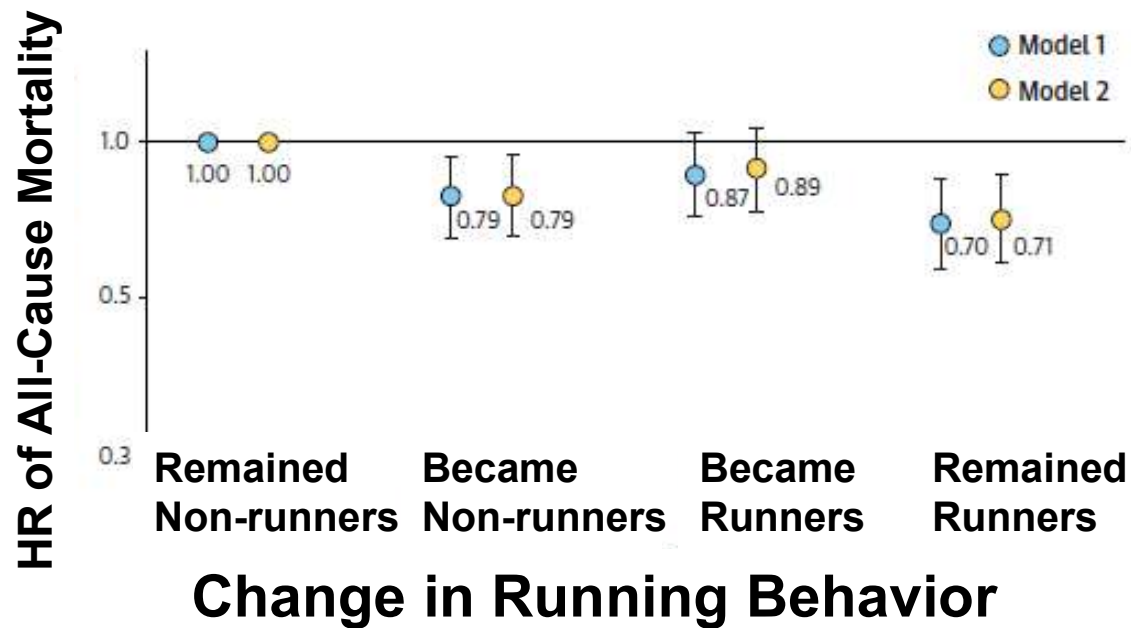 HR of All-Cause Mortality
Model 1
Model 2
1.0
1.00 1.00
0.79 0.79
0.87 0.89
0.70 0.71
0.5
0.3
Remained Non-runners
Became Non-runners
Became Runners
Remained Runners
Change in Running Behavior